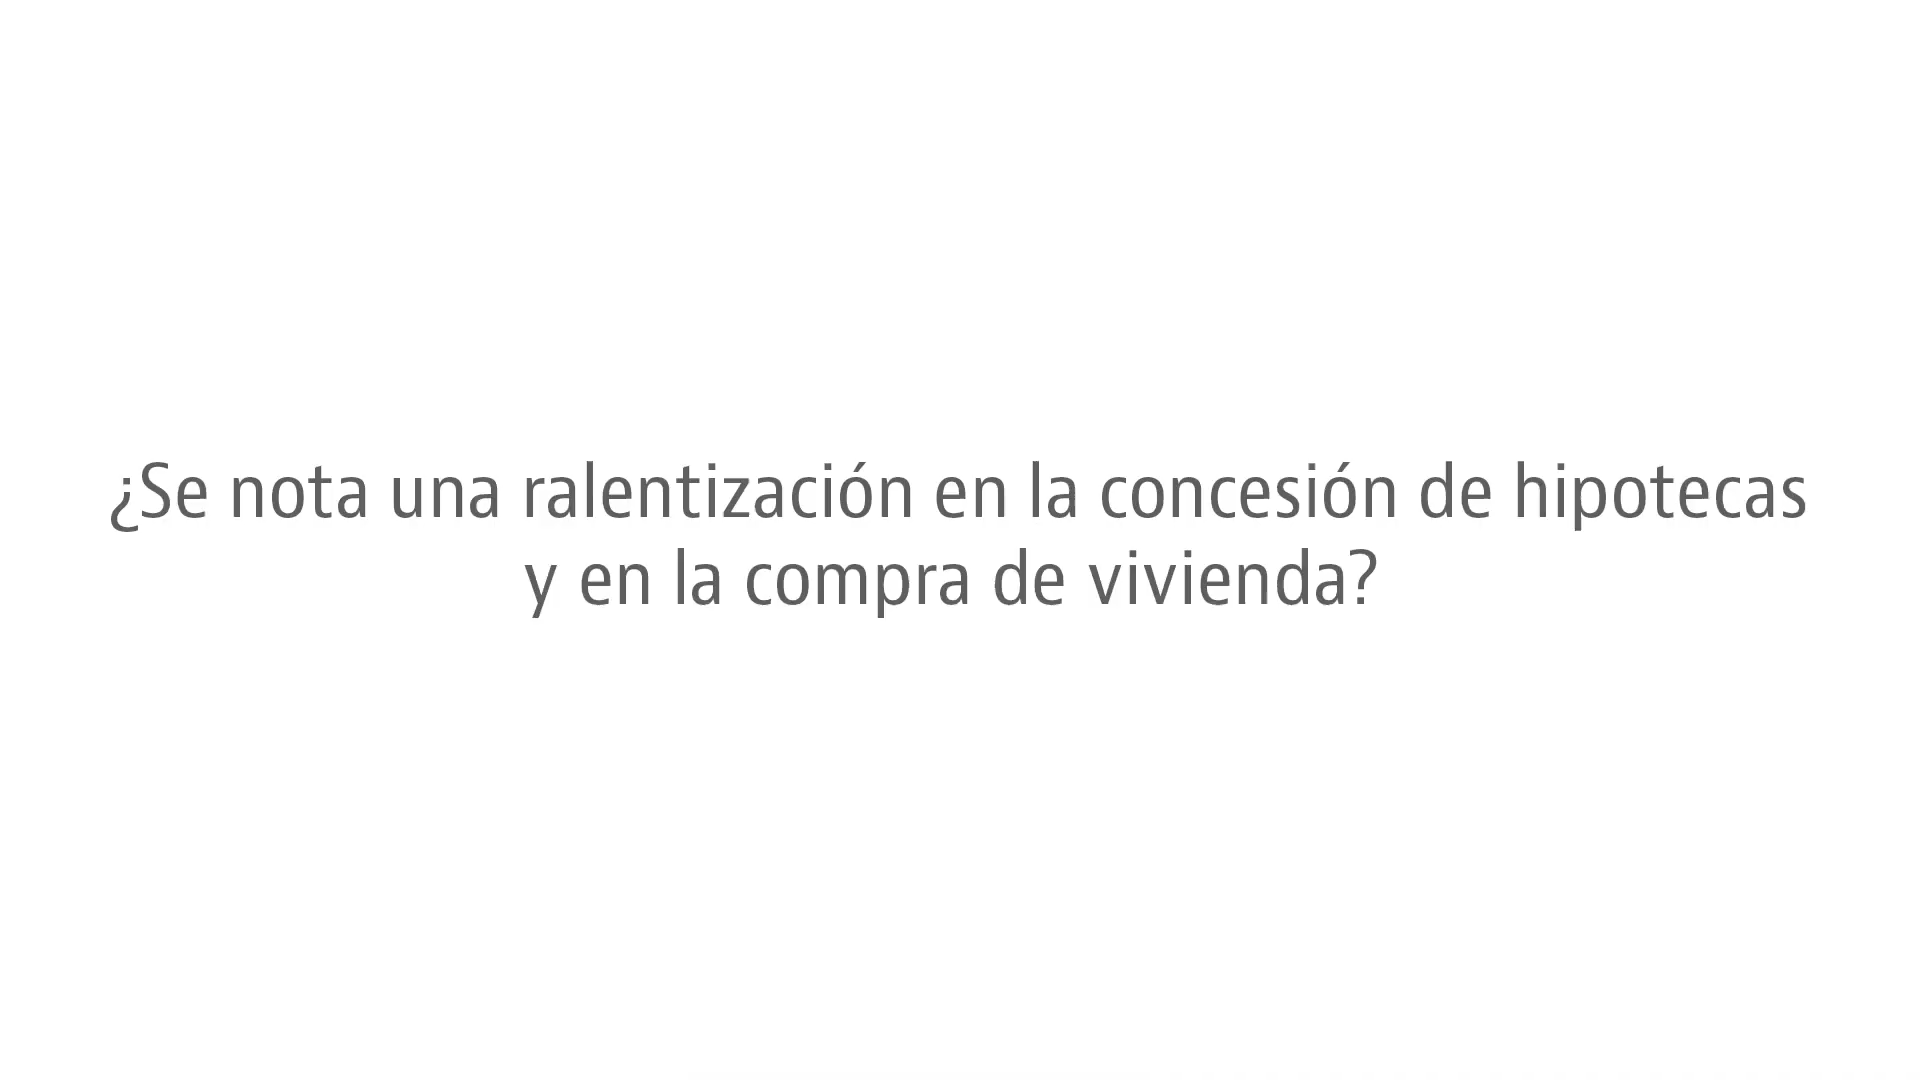 ¿Se nota una ralentización en la concesión de hipotecas
y en la compra de vivienda?